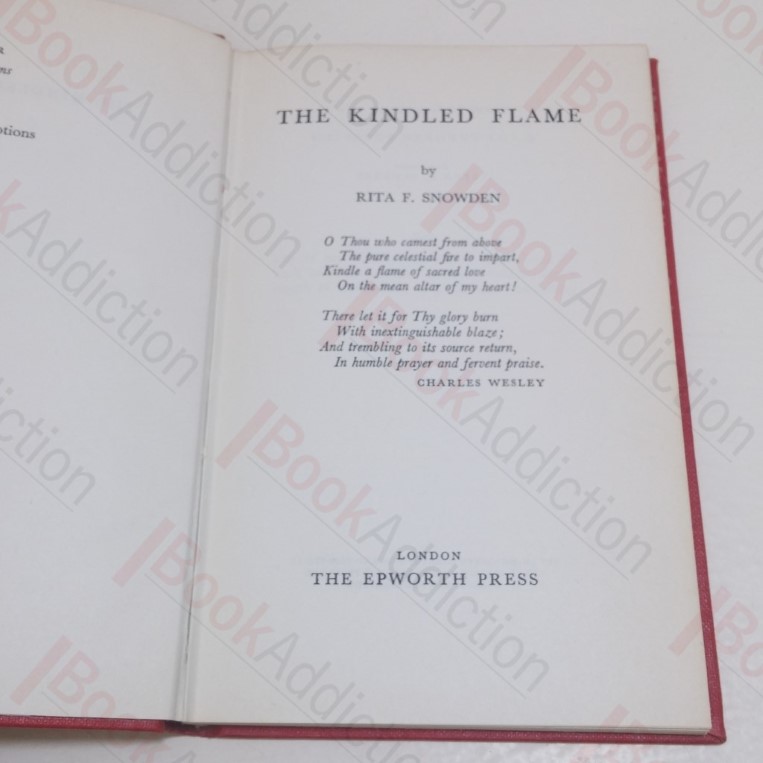 THE KINDLED FLAME
by
RITA F. SNOWDEN
O Thou who camest from above
The pure celestial fire to impart,
Kindle a flame of sacred love
On the mean altar of my heart!
There let it for Thy glory burn
With inextinguishable blaze;
And trembling to its source return,
In humble prayer and fervent praise.
CHARLES WESLEY
LONDON
THE EPWORTH PRESS
BookAddiction